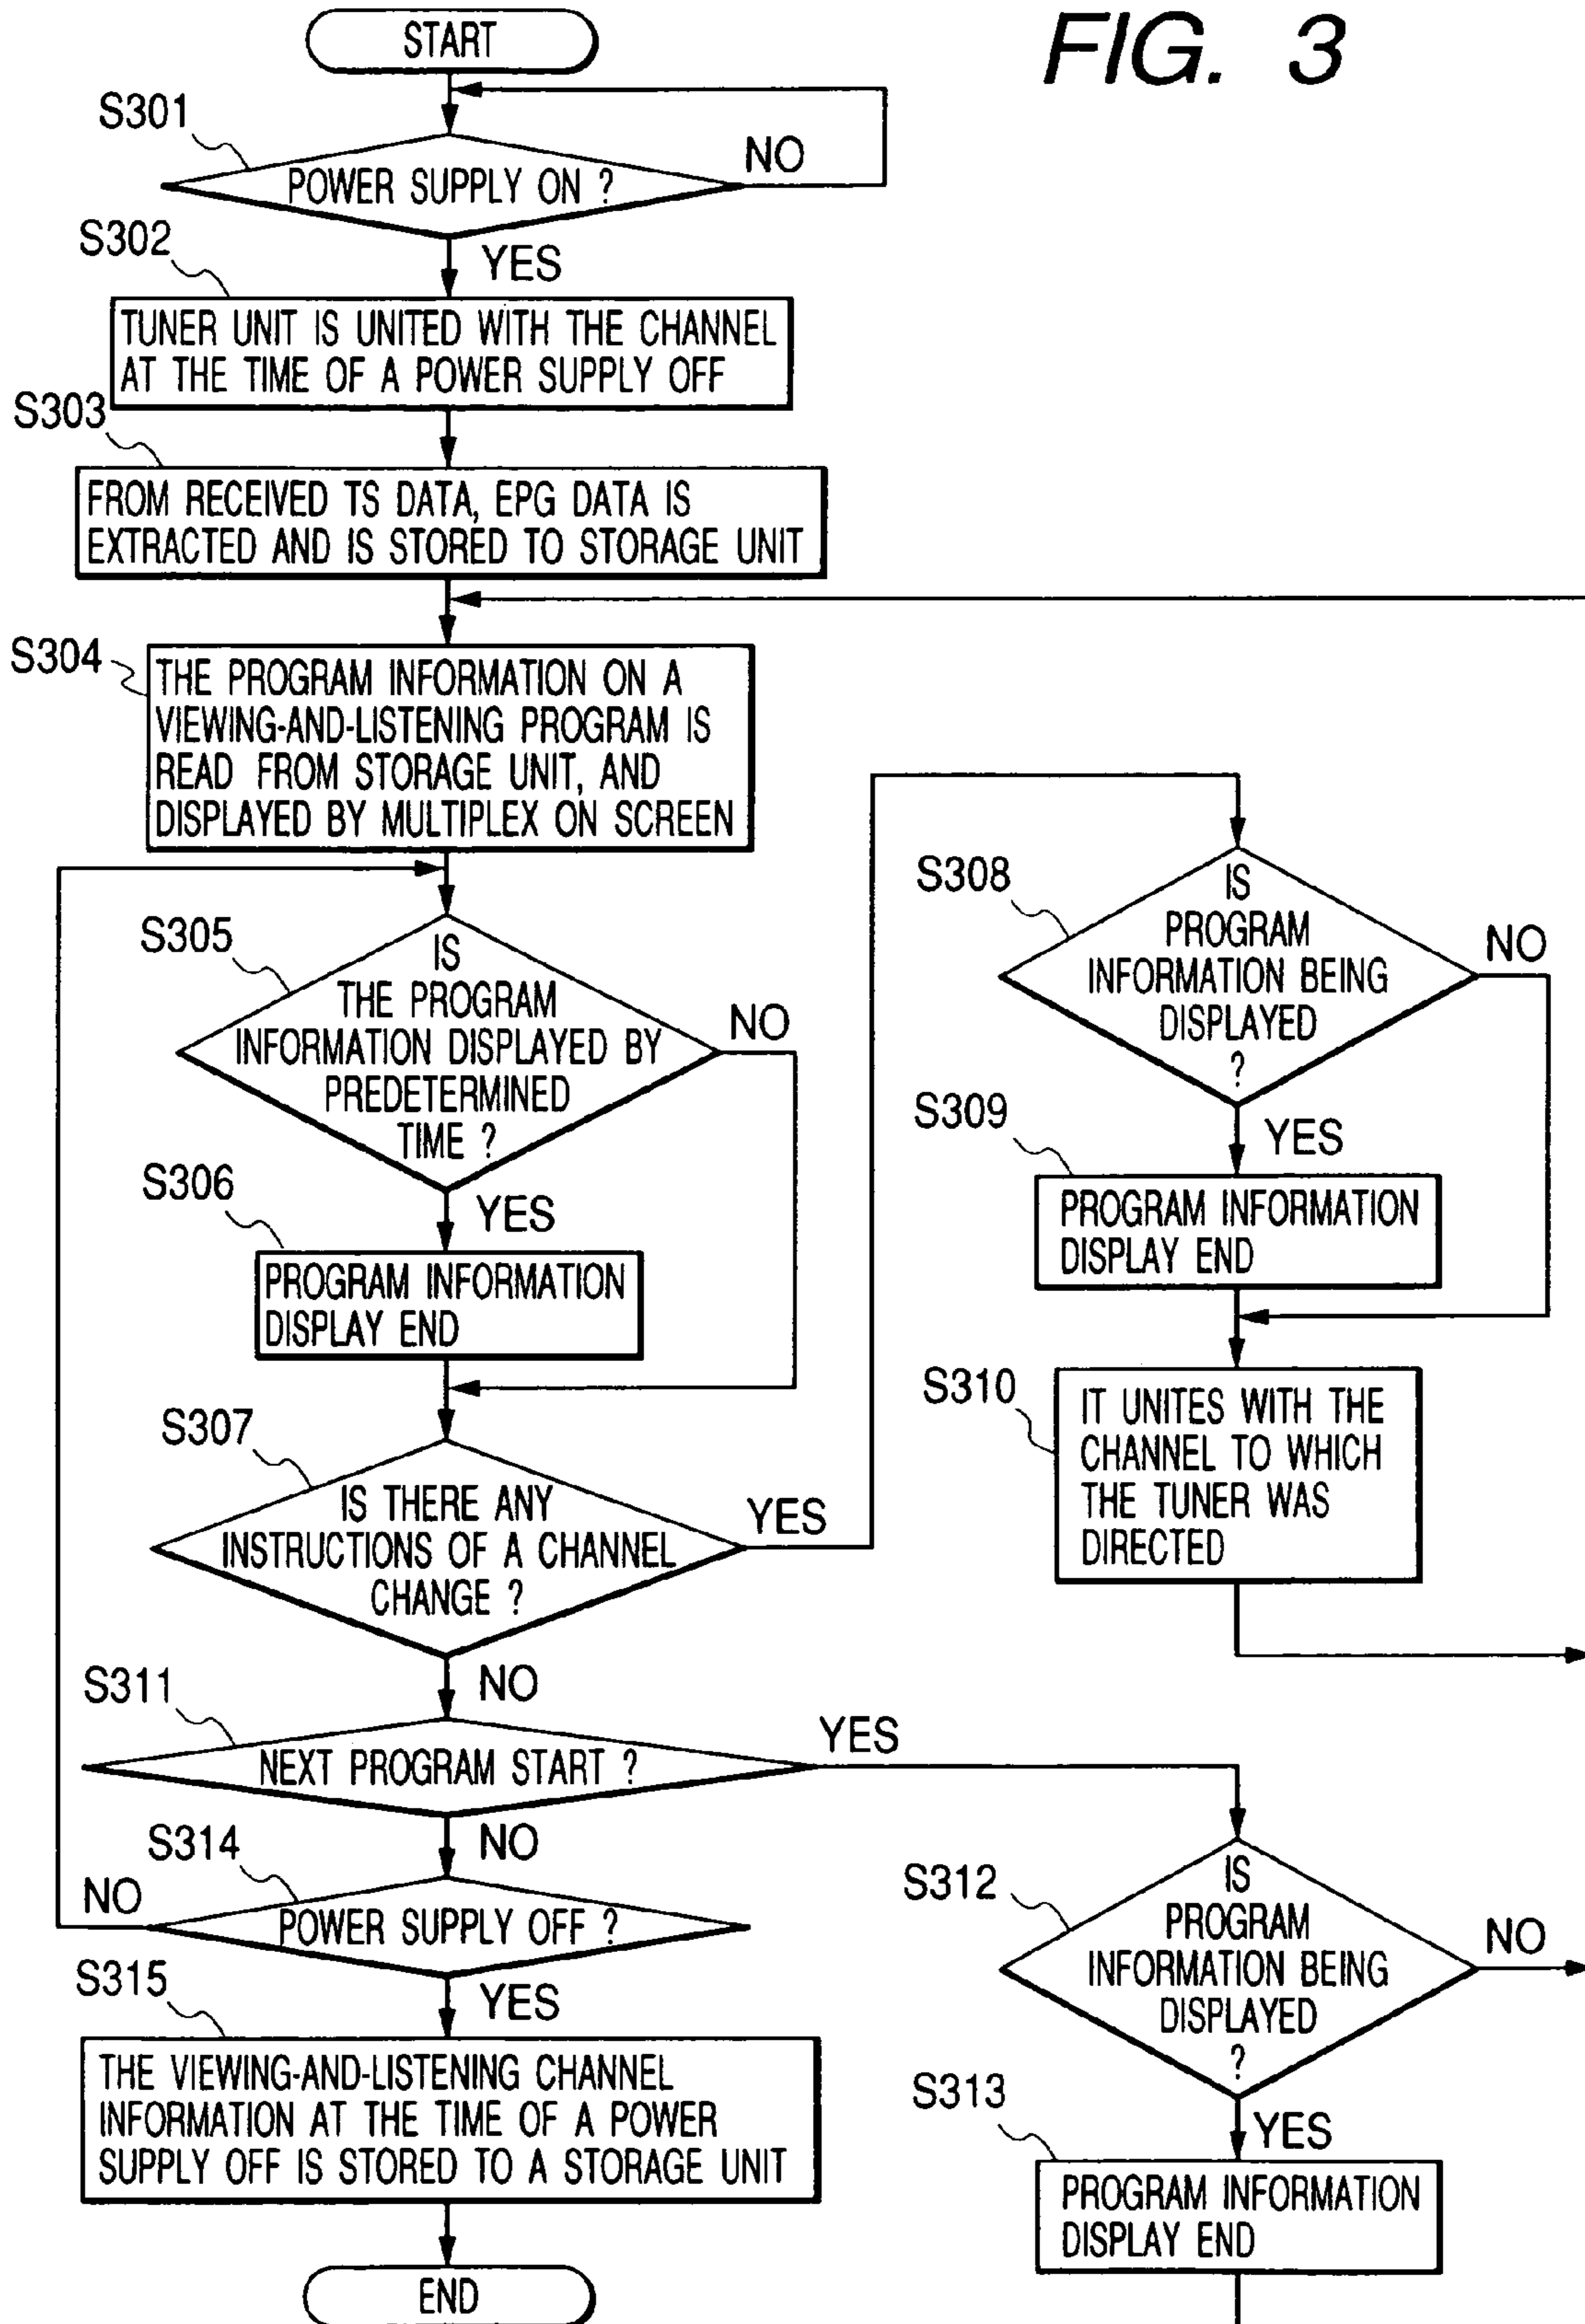 FIG. 3
START
S301
POWER SUPPLY ON ?
NO
YES
S302
TUNER UNIT IS UNITED WITH THE CHANNEL
AT THE TIME OF A POWER SUPPLY OFF
S303
FROM RECEIVED TS DATA, EPG DATA IS
EXTRACTED AND IS STORED TO STORAGE UNIT
S304
THE PROGRAM INFORMATION ON A
VIEWING-AND-LISTENING PROGRAM IS
READ FROM STORAGE UNIT, AND
DISPLAYED BY MULTIPLEX ON SCREEN
S305
IS
THE PROGRAM
INFORMATION DISPLAYED BY
PREDETERMINED
TIME ?
NO
YES
S306
PROGRAM INFORMATION
DISPLAY END
S307
IS THERE ANY
INSTRUCTIONS OF A CHANNEL
CHANGE ?
YES
NO
S308
IS
PROGRAM
INFORMATION BEING
DISPLAYED
?
NO
YES
S309
PROGRAM INFORMATION
DISPLAY END
S310
IT UNITES WITH THE
CHANNEL TO WHICH
THE TUNER WAS
DIRECTED
S311
NEXT PROGRAM START ?
YES
NO
S312
IS
PROGRAM
INFORMATION BEING
DISPLAYED
?
NO
YES
S313
PROGRAM INFORMATION
DISPLAY END
S314
POWER SUPPLY OFF ?
NO
YES
S315
THE VIEWING-AND-LISTENING CHANNEL
INFORMATION AT THE TIME OF A POWER
SUPPLY OFF IS STORED TO A STORAGE UNIT
END